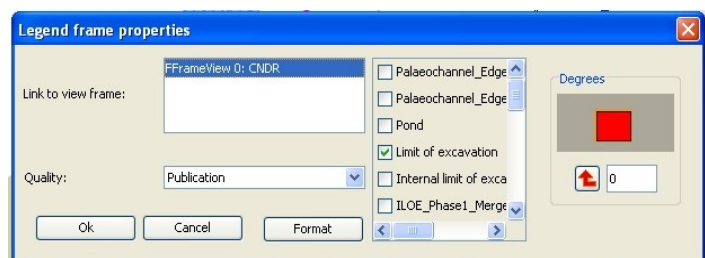 Legend frame properties
Link to view frame:
FFrameView 0: CNDR
Quality:
Publication
Ok
Cancel
Format
Palaeochannel_Edge
Palaeochannel_Edge
Pond
Limit of excavation
Internal limit of exca
ILOE_Phase1_Merge
Degrees
0